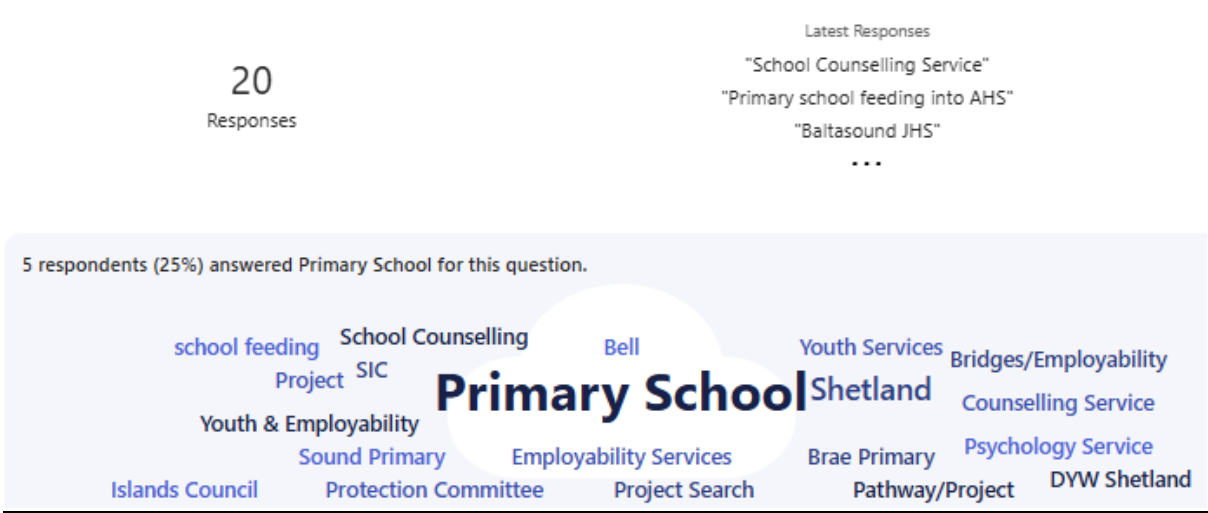 20
Responses
Latest Responses
"School Counselling Service"
"Primary school feeding into AHS"
"Baltasound JHS"
...
5 respondents (25%) answered Primary School for this question.
school feeding
School Counselling
Bell
Youth Services
Bridges/Employability
Project
SIC
Primary School
Shetland
Counselling Service
Youth & Employability
Sound Primary
Employability Services
Brae Primary
Psychology Service
Islands Council
Protection Committee
Project Search
Pathway/Project
DYW Shetland